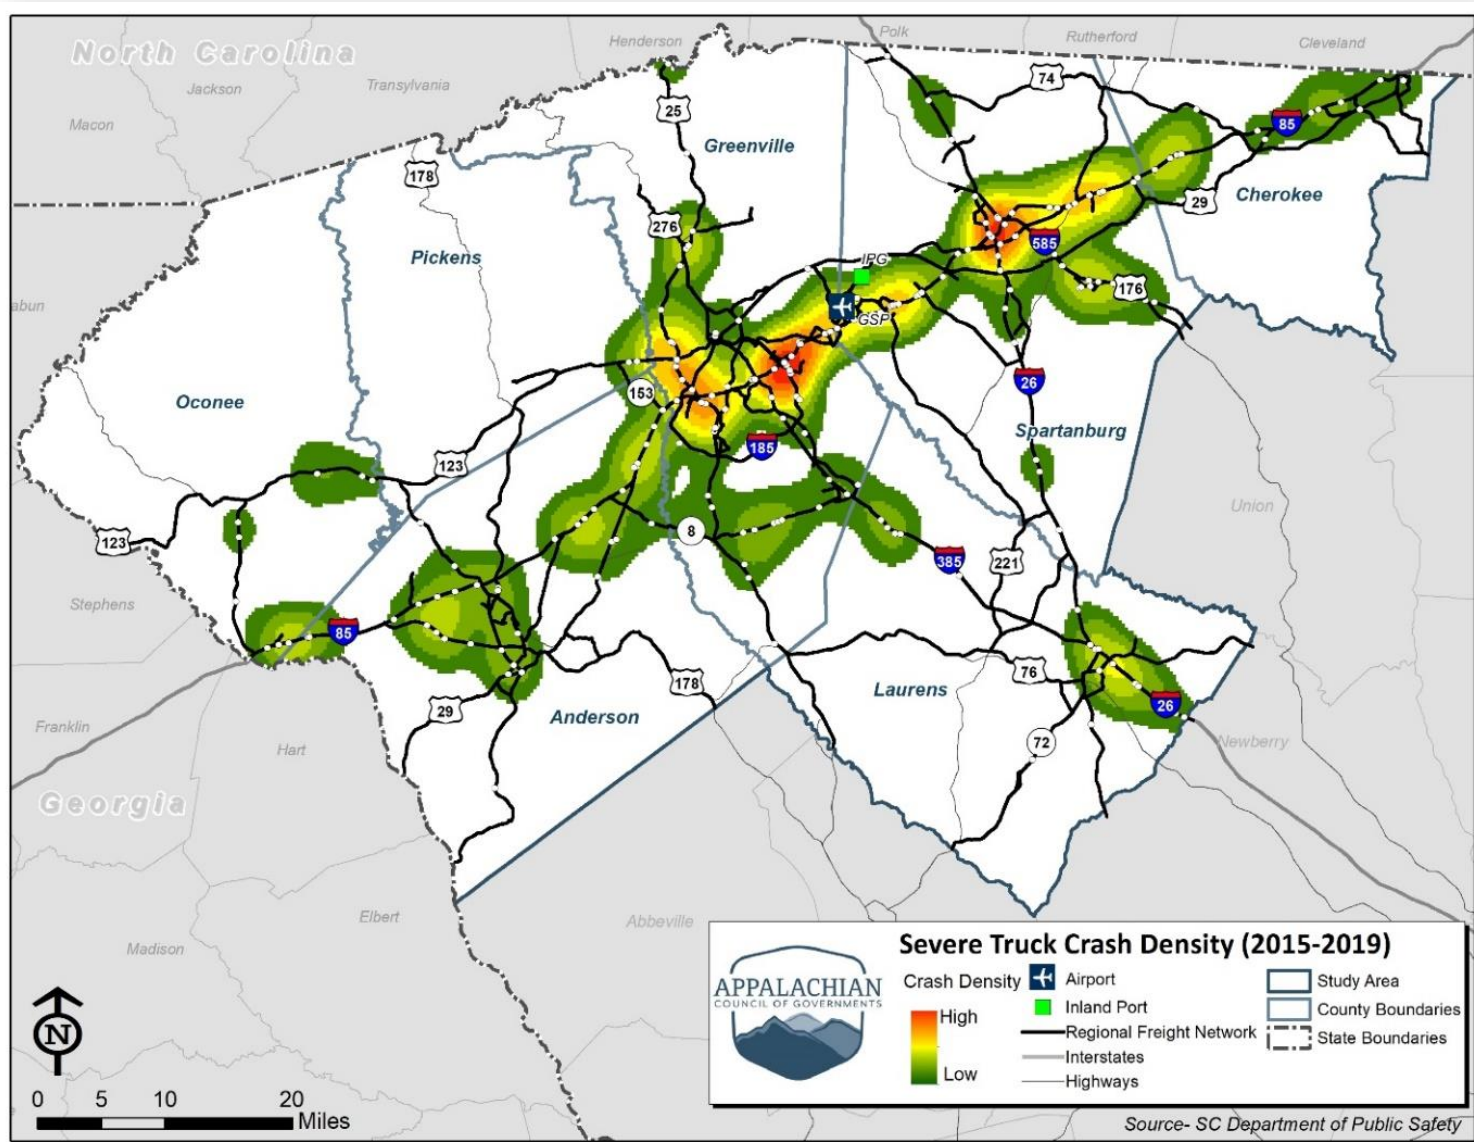 North Carolina
Henderson
Polk
Rutherford
Cleveland
Jackson
Transylvania
Macon
74
25
85
Greenville
178
Cherokee
29
276
585
Pickens
IPG
176
GSP
abun
153
26
Oconee
Spartanburg
185
123
Union
123
8
385
221
Stephens
85
76
178
Laurens
26
29
Anderson
Franklin
72
Newberry
Hart
Georgia
Elbert
Abbeville
Madison
N
0 5 10 20
Miles
APPALACHIAN
COUNCIL OF GOVERNMENTS
Severe Truck Crash Density (2015-2019)
Crash Density
High
Low
Airport
Inland Port
Regional Freight Network
Interstates
Highways
Study Area
County Boundaries
State Boundaries
Source- SC Department of Public Safety